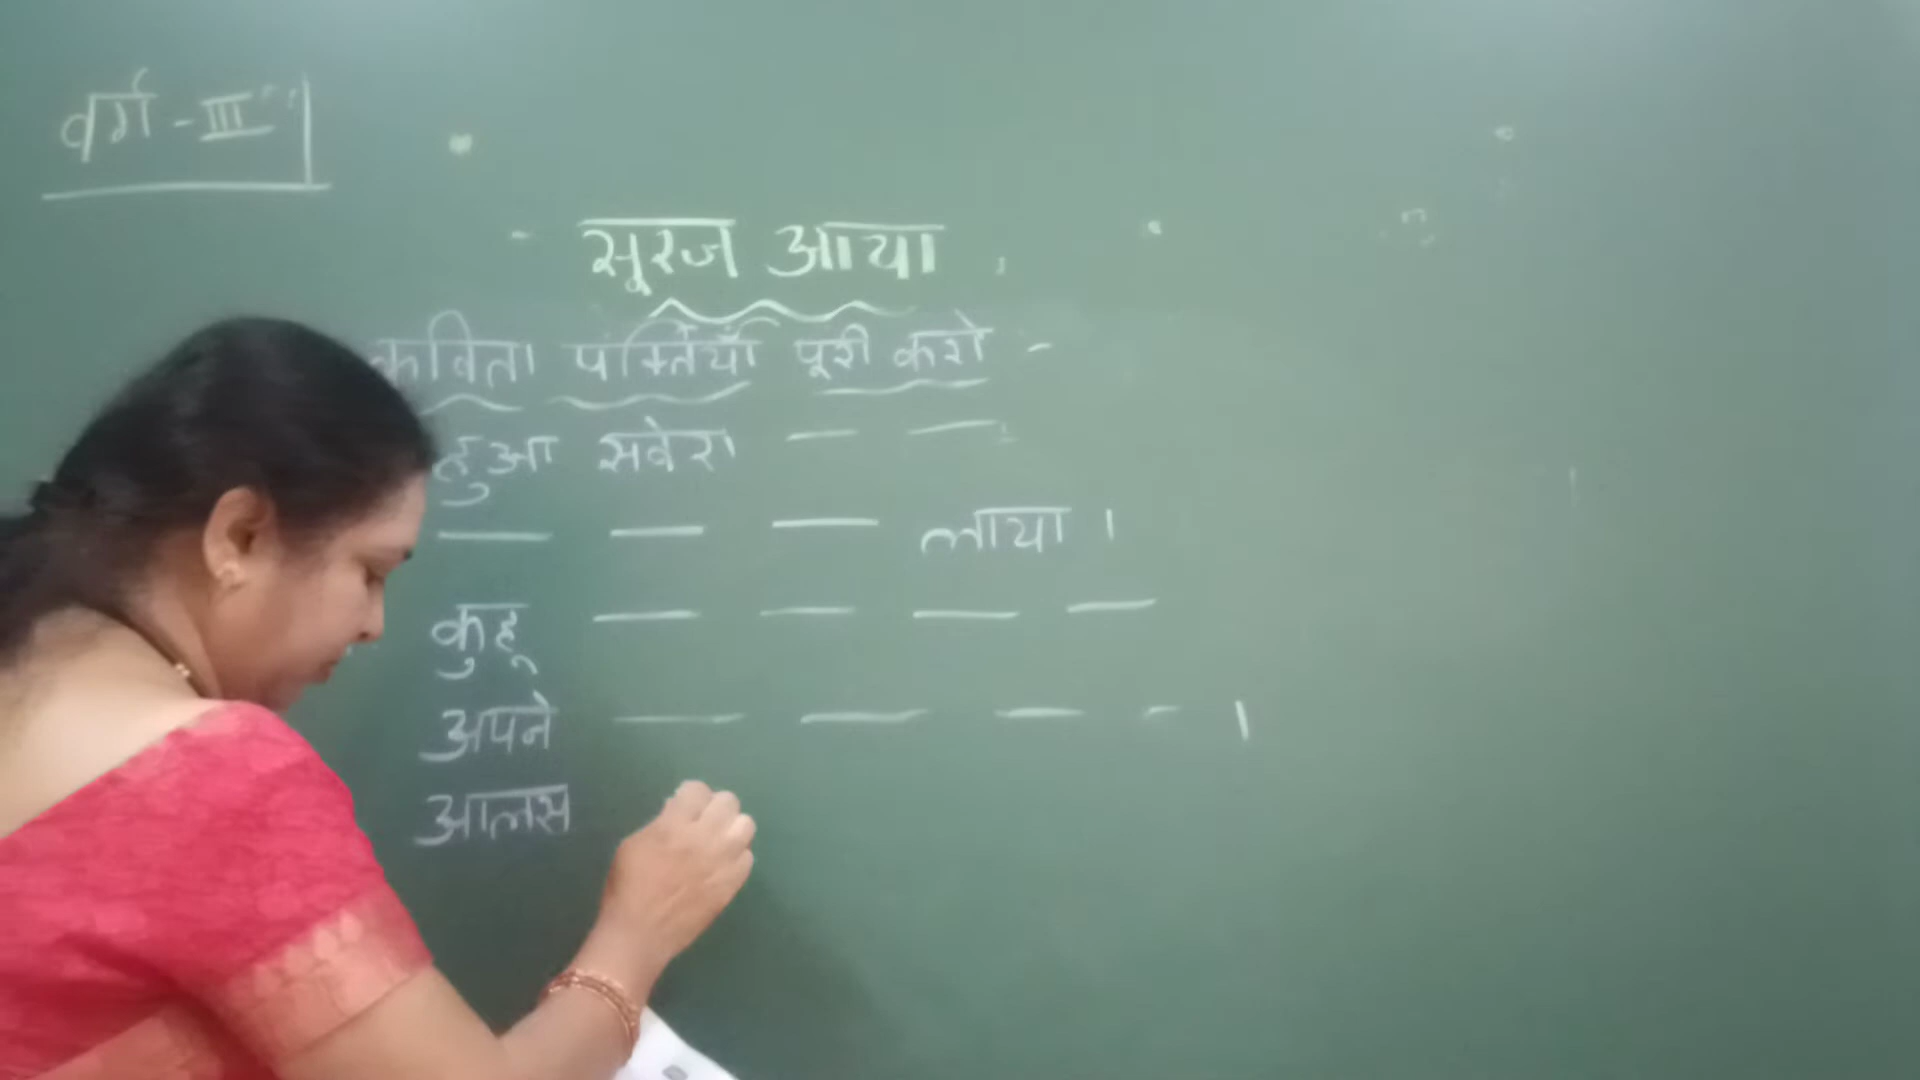 वर्ग - III
सूरज आया
कविता पंक्तियाँ पूरी करो -
हुआ सवेरा — —
— — — लाया ।
कुहू — — — —
अपने — — — - ।
आलस